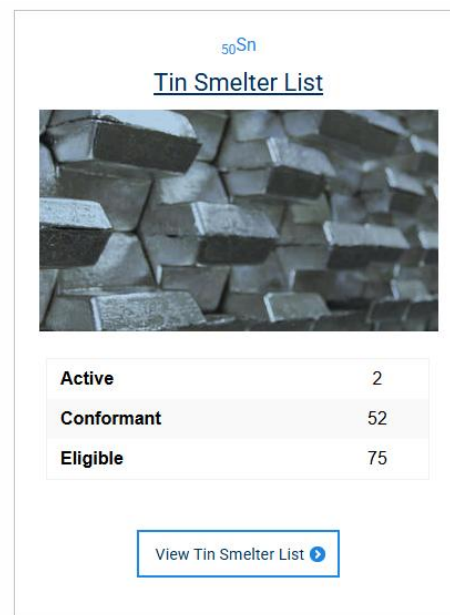 50Sn
Tin Smelter List
Active 2
Conformant 52
Eligible 75
View Tin Smelter List